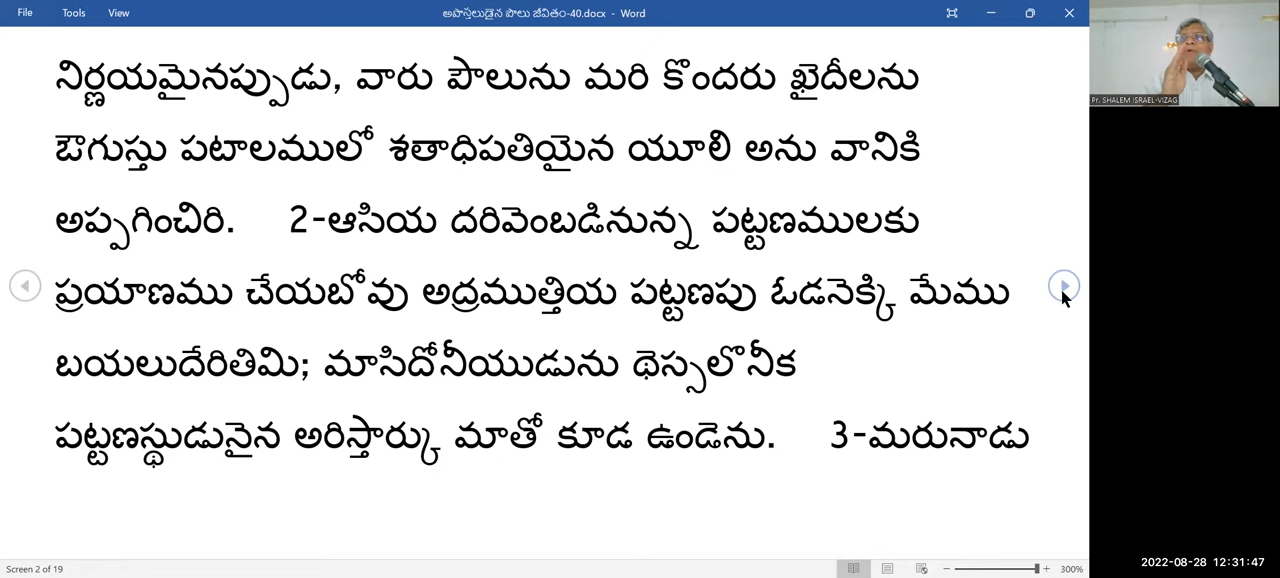 File Tools View అపొస్తలుడైన పౌలు జీవితం-40.docx - Word
నిర్ణయమైనప్పుడు, వారు పౌలును మరి కొందరు ఖైదీలను
ఔగుస్తు పటాలములో శతాధిపతియైన యూలి అను వానికి
అప్పగించిరి. 2-ఆసియ దరివెంబడినున్న పట్టణములకు
ప్రయాణము చేయబోవు అద్రముత్తియ పట్టణపు ఓడనెక్కి మేము
బయలుదేరితిమి; మాసిదోనీయుడును థెస్సలొనీక
పట్టణస్థుడునైన అరిస్తార్కు మాతో కూడ ఉండెను. 3-మరునాడు
Pr. SHALEM ISRAEL-VIZAG
2022-08-28 12:31:47
Screen 2 of 19 300%